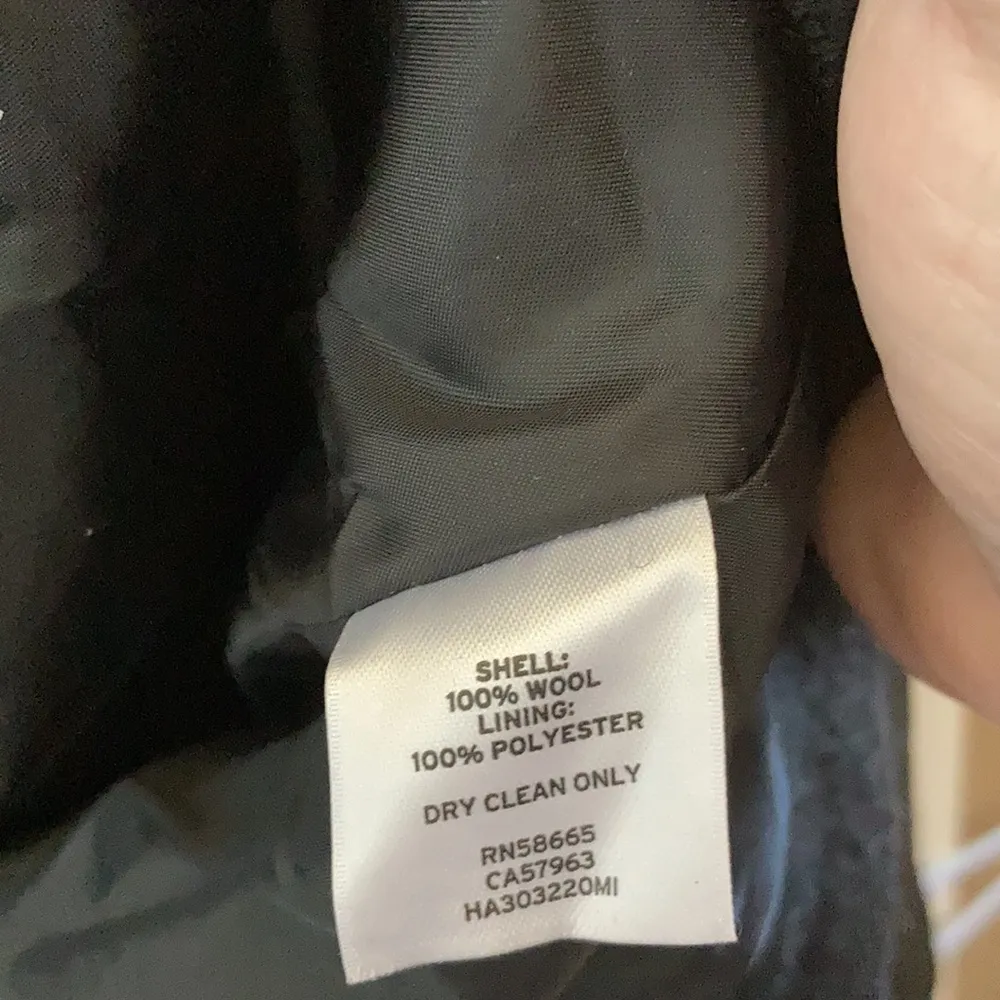 SHELL:
100% WOOL
LINING:
100% POLYESTER
DRY CLEAN ONLY
RN58665
CA57963
HA303220MI